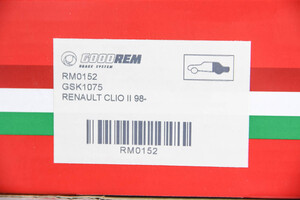 GOODREM
BRAKE SYSTEM
RM0152
GSK1075
RENAULT CLIO II 98-
RM0152